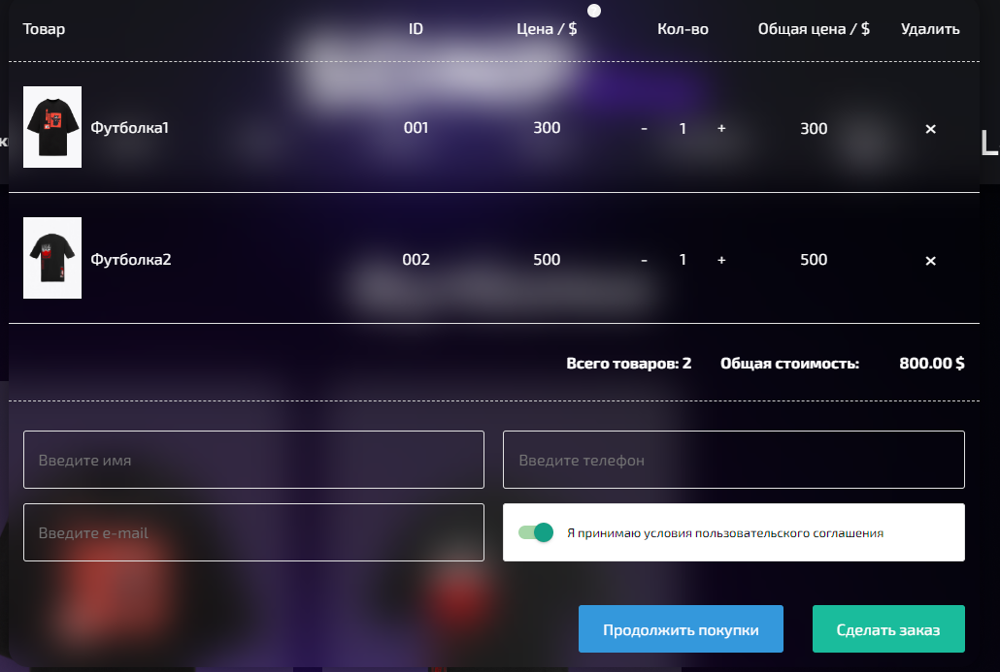 Товар ID Цена / $ Кол-во Общая цена / $ Удалить
Футболка1 001 300 - 1 + 300 ×
Футболка2 002 500 - 1 + 500 ×
Всего товаров: 2 Общая стоимость: 800.00 $
Введите имя Введите телефон
Введите e-mail Я принимаю условия пользовательского соглашения
Продолжить покупки Сделать заказ